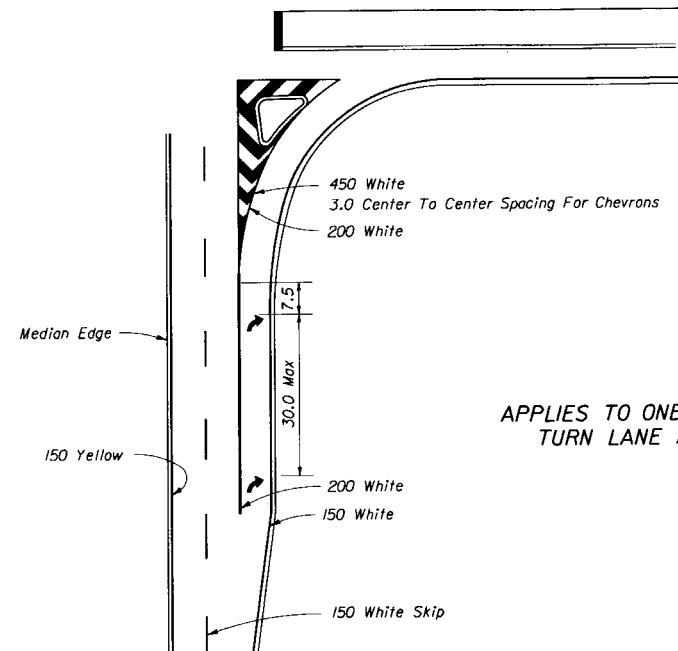 450 White
3.0 Center To Center Spacing For Chevrons
200 White
7.5
Median Edge
30.0 Max
APPLIES TO ONE
TURN LANE
150 Yellow
200 White
150 White
150 White Skip